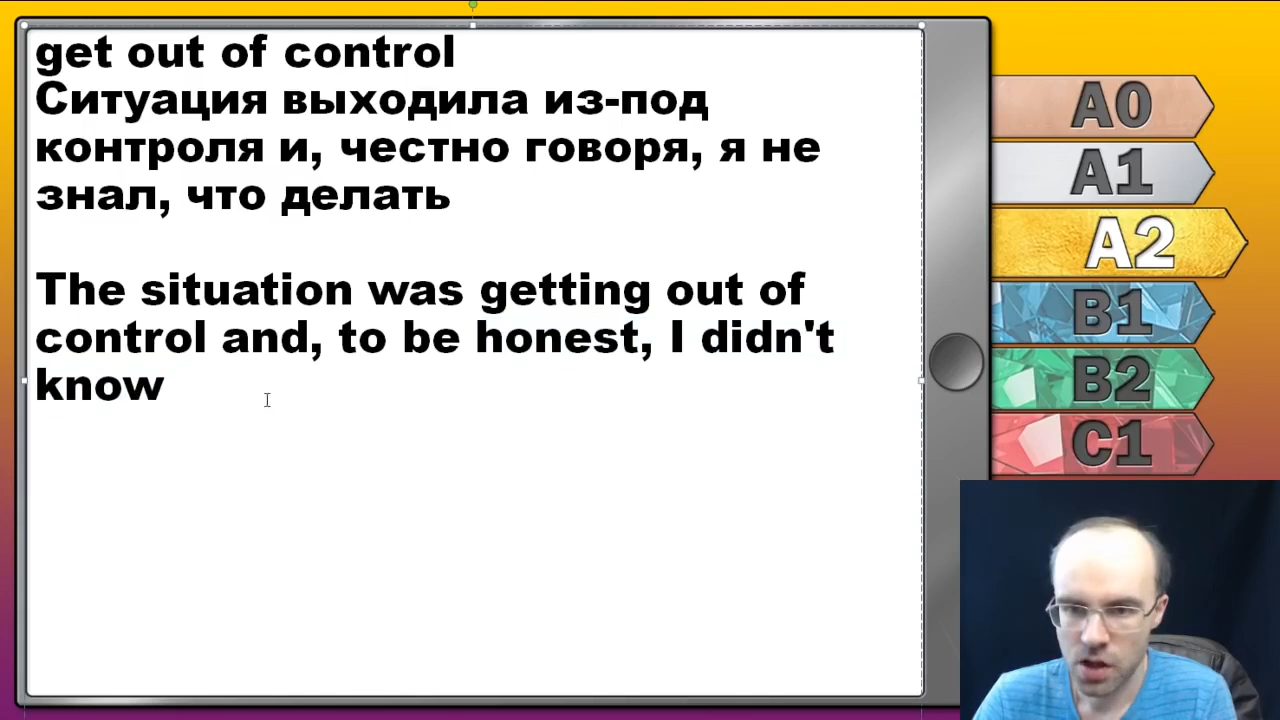 get out of control
Ситуация выходила из-под
контроля и, честно говоря, я не
знал, что делать
The situation was getting out of
control and, to be honest, I didn't
know
A0
A1
A2
B1
B2
C1